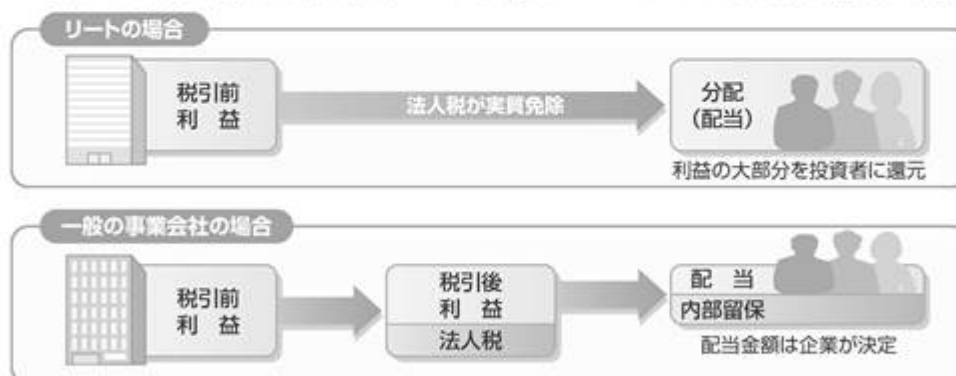 リートの場合
税引前
利 益
法人税が実質免除
分配
(配当)
利益の大部分を投資者に還元
一般の事業会社の場合
税引前
利 益
税引後
利 益
法人税
配 当
内部留保
配当金額は企業が決定